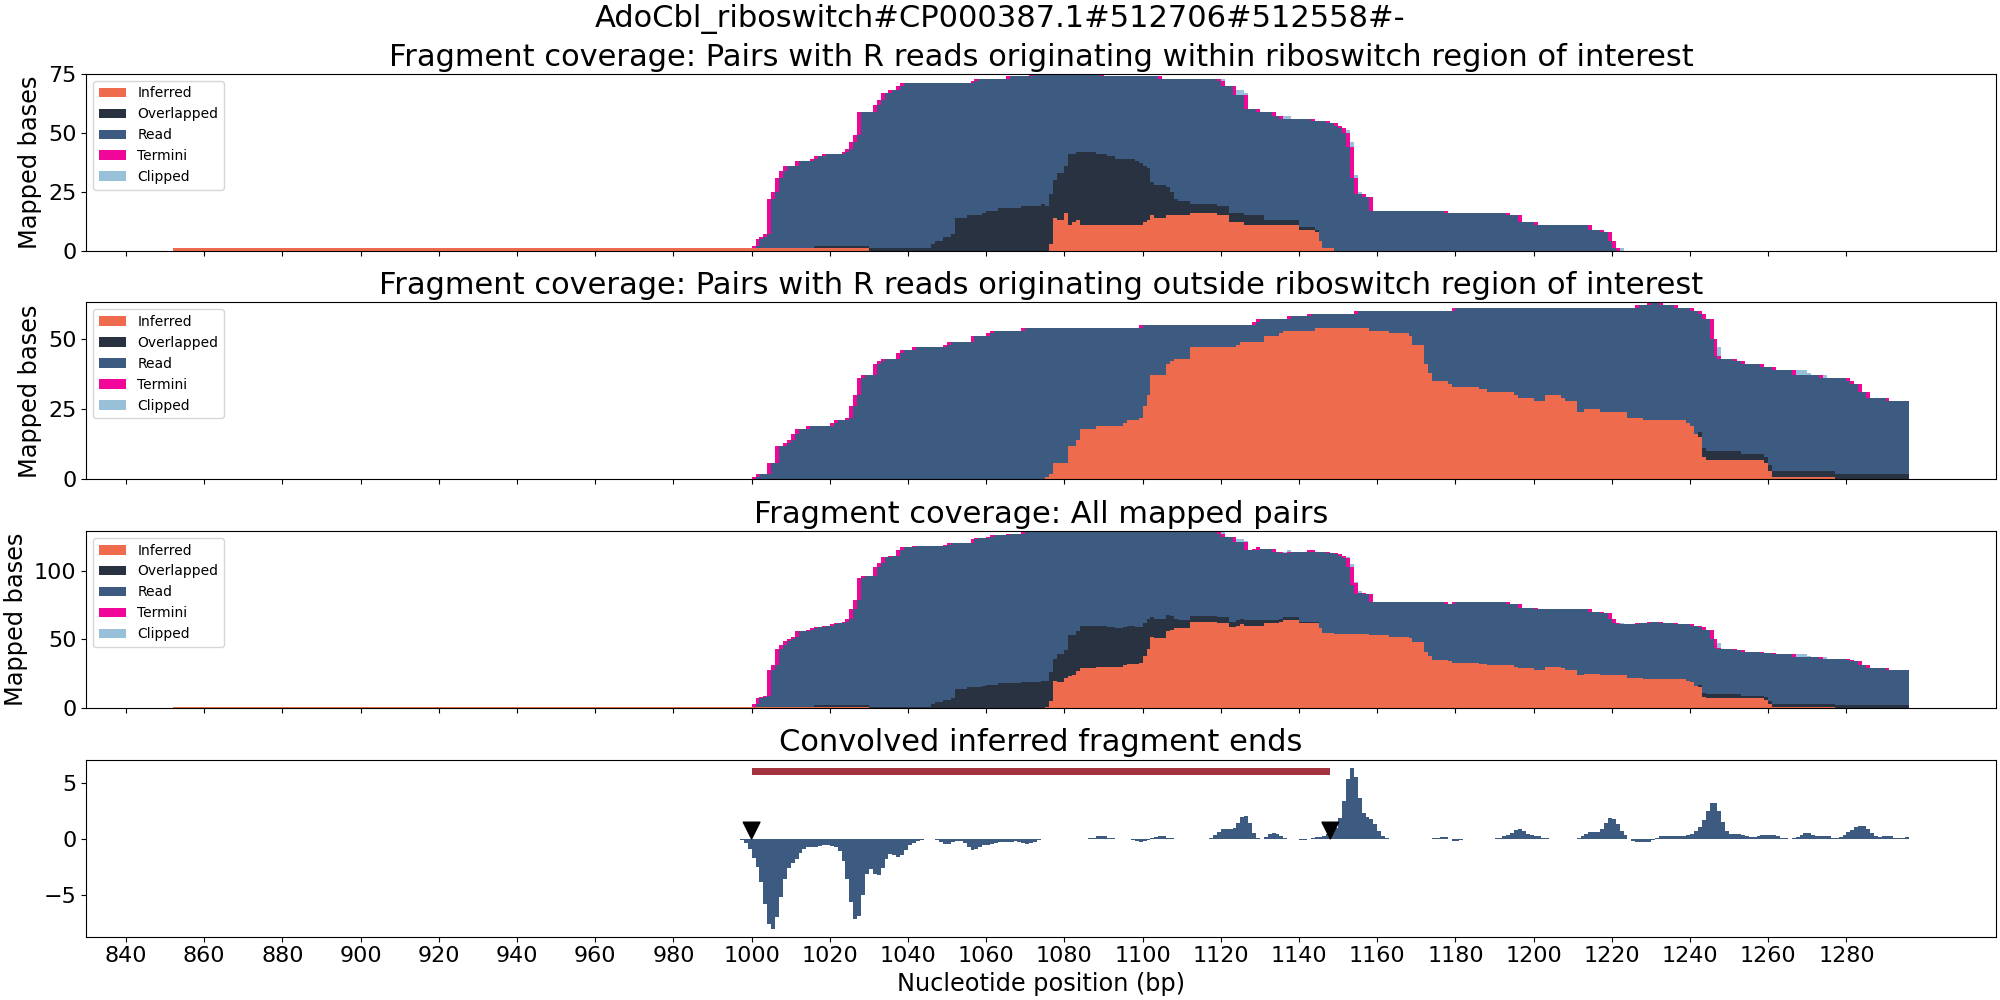 AdoCbl_riboswitch#CP000387.1#512706#512558#-
Fragment coverage: Pairs with R reads originating within riboswitch region of interest
Mapped bases
75
50
25
0
Inferred
Overlapped
Read
Termini
Clipped
Fragment coverage: Pairs with R reads originating outside riboswitch region of interest
Mapped bases
50
25
0
Inferred
Overlapped
Read
Termini
Clipped
Fragment coverage: All mapped pairs
Mapped bases
100
50
0
Inferred
Overlapped
Read
Termini
Clipped
Convolved inferred fragment ends
5
0
−5
840 860 880 900 920 940 960 980 1000 1020 1040 1060 1080 1100 1120 1140 1160 1180 1200 1220 1240 1260 1280
Nucleotide position (bp)